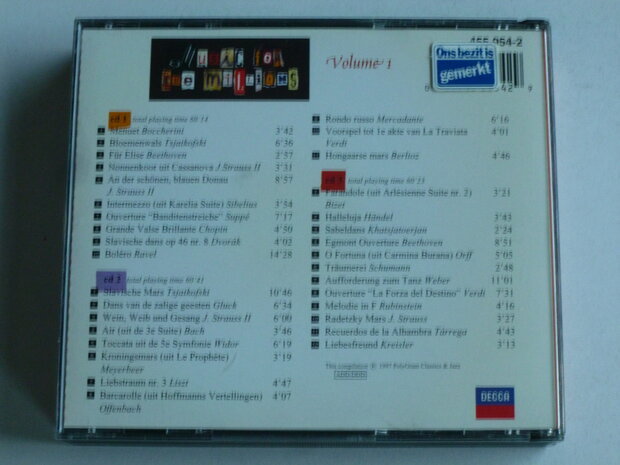 Music for
the millions
Volume 1
455 054-2
Ons bezit is
gemerkt
cd 1 total playing time
Menuet Boccherini 3'42
Bloemenwals Tsjaikofski 6'36
Für Elise Beethoven 2'57
Nonnenkoor uit Cassanova J Strauss II 3'31
An der schönen, blauen Donau 8'57
J. Strauss II
Intermezzo (uit Karelia Suite) Sibelius 3'54
Ouverture "Banditenstreiche" Suppé 7'17
Grande Valse Brillante Chopin 4'50
Slavische dans op 46 nr. 8 Dvorák 4'02
Boléro Ravel 14'28
cd 2 total playing time 60'41
Slavische Mars Tsjaikofski 10'46
Dans van de zalige geesten Gluck 6'34
Wein, Weib und Gesang J. Strauss II 6'00
Air (uit de 3e Suite) Bach 3'46
Toccata uit de 5e Symfonie Widor 6'19
Kroningsmars (uit Le Prophète) 3'19
Meyerbeer
Liebstraum nr. 3 Liszt 4'47
Barcarolle (uit Hoffmanns Vertellingen) 4'07
Offenbach
Rondo russo Mercadante 6'16
Voorspel tot 1e akte van La Traviata 4'01
Verdi
Hongaarse mars Berlioz 4'46
cd 3 total playing time 60'23
Farandole (uit Arlésienne Suite nr. 2) 3'21
Bizet
Halleluja Händel 3'43
Sabeldans Khatsjatoerjan 2'24
Egmont Ouverture Beethoven 8'51
O Fortuna (uit Carmina Burana) Orff 5'05
Träumerei Schumann 2'48
Aufforderung zum Tanz Weber 11'01
Ouverture "La Forza del Destino" Verdi 7'31
Melodie in F Rubinstein 4'16
Radetzky Mars J. Strauss 3'27
Recuerdos de la Alhambra Tárrega 4'43
Liebesfreund Kreisler 3'13
This compilation ℗ 1997 PolyGram Classics & Jazz
ADD/DDD
DECCA